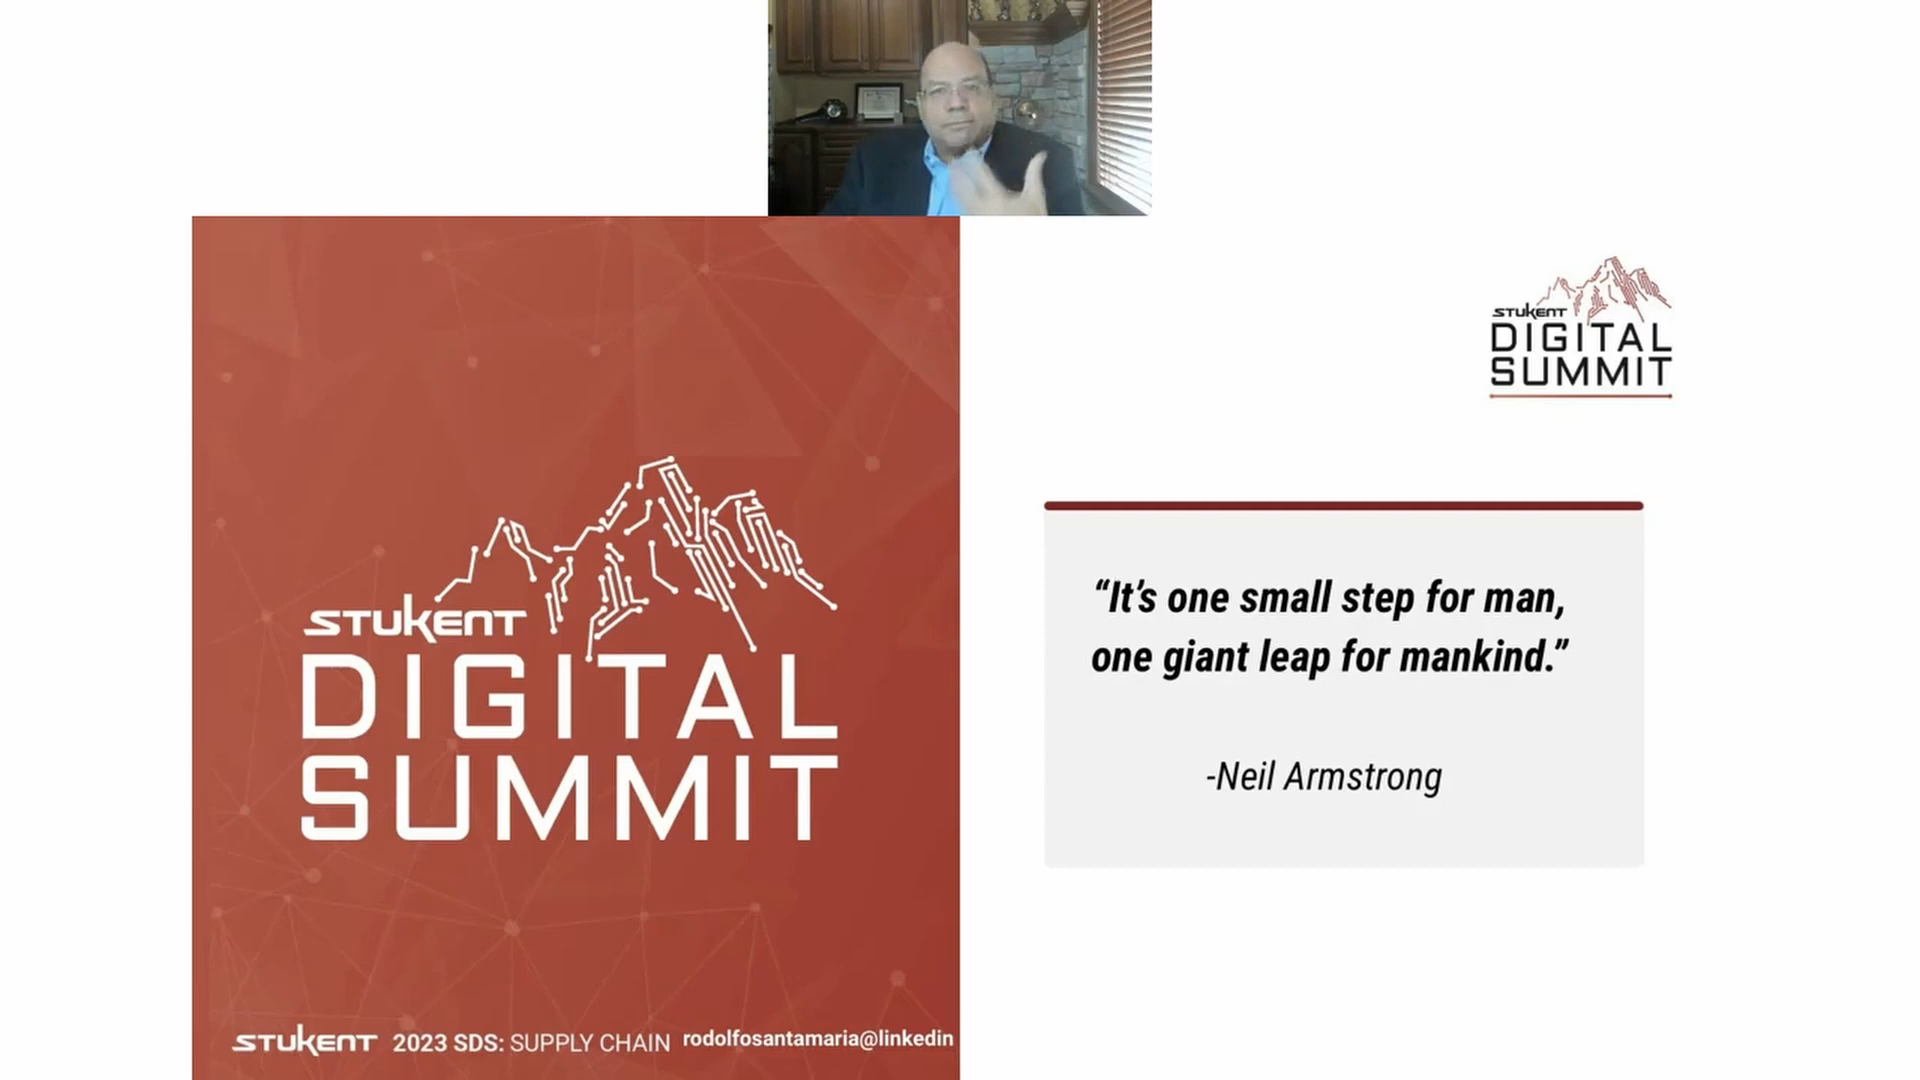 STUKENT
DIGITAL
SUMMIT
STUKENT 2023 SDS: SUPPLY CHAIN rodolfosantamaria@linkedin
STUKENT
DIGITAL
SUMMIT
“It’s one small step for man,
one giant leap for mankind.”
-Neil Armstrong